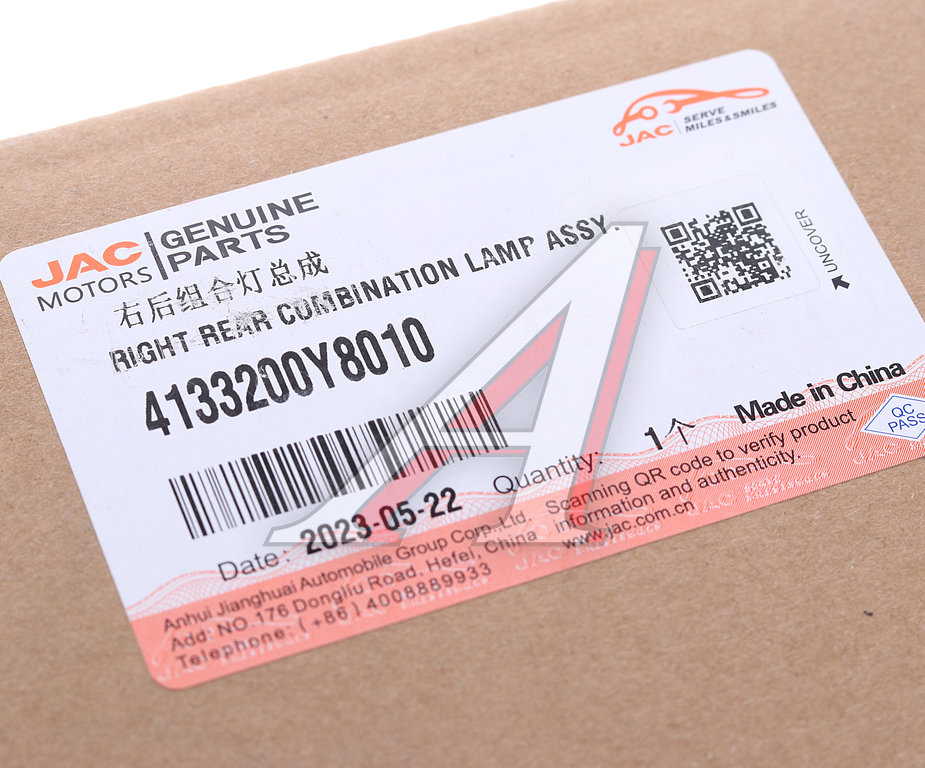 JAC
SERVE
MILES&SMILES
JAC
MOTORS
GENUINE
PARTS
右后组合灯总成
RIGHT REAR COMBINATION LAMP ASSY.
4133200Y8010
UNCOVER
Date: 2023-05-22
Quantity: 1个
Made in China
QC
PASS
Anhui Jianghuai Automobile Group Corp.,Ltd.
Add: NO.176 Dongliu Road, Hefei, China
Telephone: (+86) 4008889933
Scanning QR code to verify product
information and authenticity.
www.jac.com.cn